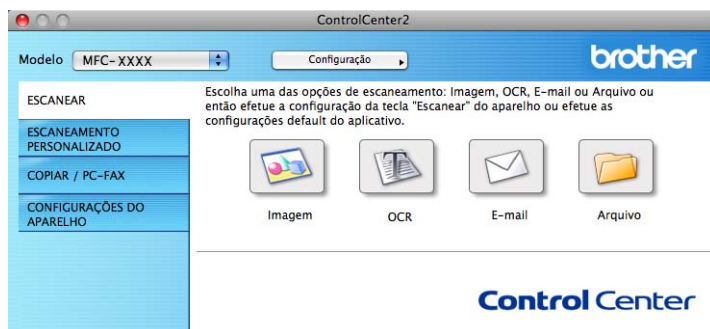 ControlCenter2
Modelo MFC-XXXX Configuração brother
ESCANEAR
ESCANEAMENTO
PERSONALIZADO
COPIAR / PC-FAX
CONFIGURAÇÕES DO
APARELHO
Escolha uma das opções de escaneamento: Imagem, OCR, E-mail ou Arquivo ou
então efetue a configuração da tecla "Escanear" do aparelho ou efetue as
configurações default do aplicativo.
Imagem OCR E-mail Arquivo
Control Center